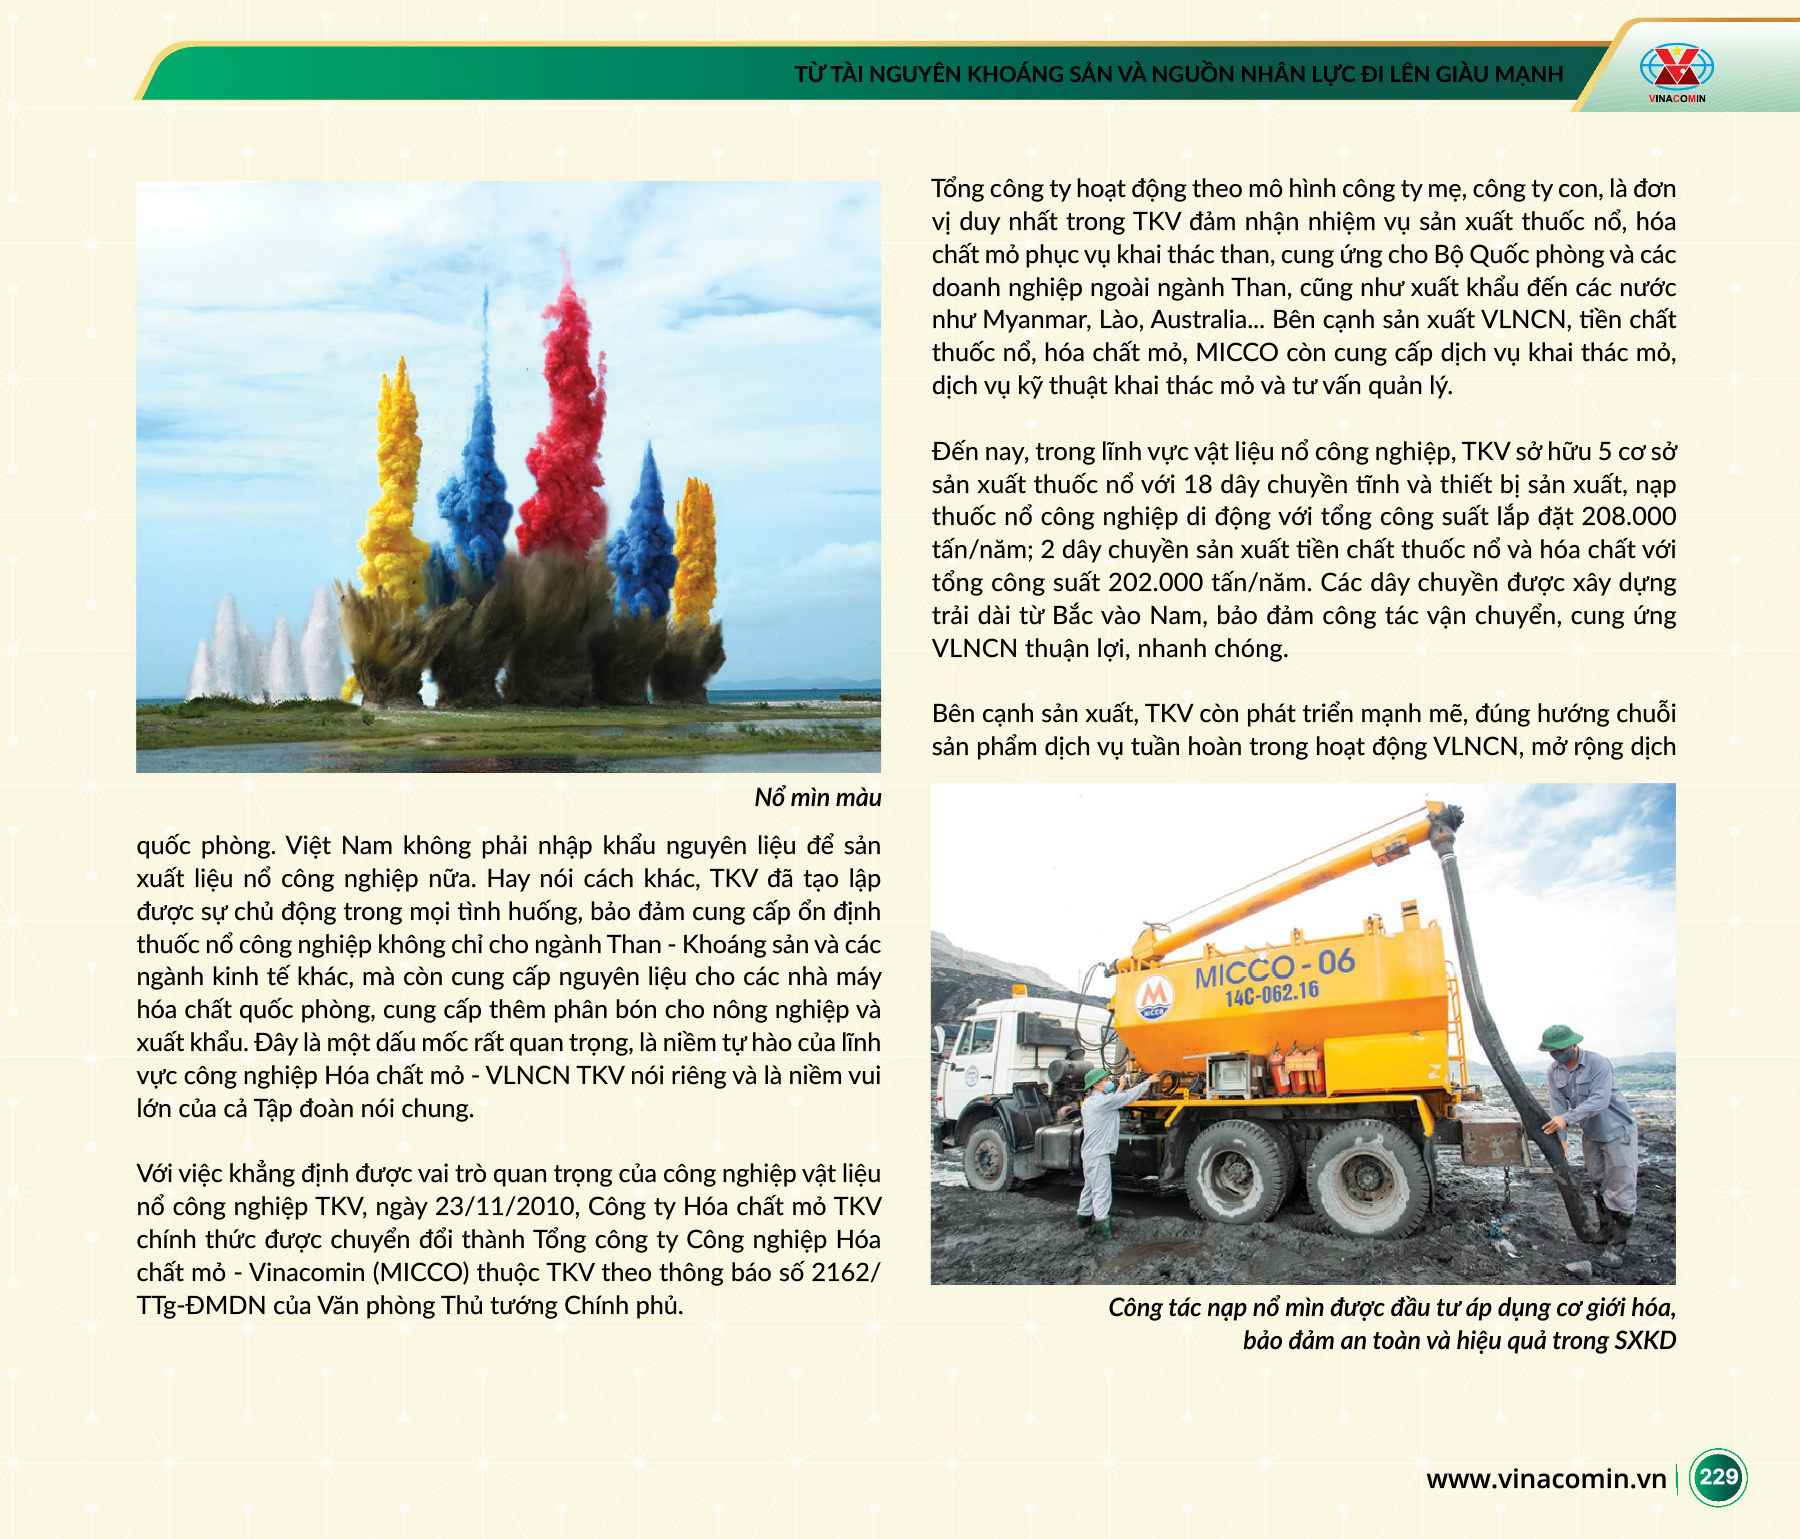 TỪ TÀI NGUYÊN KHOÁNG SẢN VÀ NGUỒN NHÂN LỰC ĐI LÊN GIÀU MẠNH
VINACOMIN
Nổ mìn màu
quốc phòng. Việt Nam không phải nhập khẩu nguyên liệu để sản
xuất liệu nổ công nghiệp nữa. Hay nói cách khác, TKV đã tạo lập
được sự chủ động trong mọi tình huống, bảo đảm cung cấp ổn định
thuốc nổ công nghiệp không chỉ cho ngành Than - Khoáng sản và các
ngành kinh tế khác, mà còn cung cấp nguyên liệu cho các nhà máy
hóa chất quốc phòng, cung cấp thêm phân bón cho nông nghiệp và
xuất khẩu. Đây là một dấu mốc rất quan trọng, là niềm tự hào của lĩnh
vực công nghiệp Hóa chất mỏ - VLNCN TKV nói riêng và là niềm vui
lớn của cả Tập đoàn nói chung.
Với việc khẳng định được vai trò quan trọng của công nghiệp vật liệu
nổ công nghiệp TKV, ngày 23/11/2010, Công ty Hóa chất mỏ TKV
chính thức được chuyển đổi thành Tổng công ty Công nghiệp Hóa
chất mỏ - Vinacomin (MICCO) thuộc TKV theo thông báo số 2162/
TTg-ĐMDN của Văn phòng Thủ tướng Chính phủ.
Tổng công ty hoạt động theo mô hình công ty mẹ, công ty con, là đơn
vị duy nhất trong TKV đảm nhận nhiệm vụ sản xuất thuốc nổ, hóa
chất mỏ phục vụ khai thác than, cung ứng cho Bộ Quốc phòng và các
doanh nghiệp ngoài ngành Than, cũng như xuất khẩu đến các nước
như Myanmar, Lào, Australia... Bên cạnh sản xuất VLNCN, tiền chất
thuốc nổ, hóa chất mỏ, MICCO còn cung cấp dịch vụ khai thác mỏ,
dịch vụ kỹ thuật khai thác mỏ và tư vấn quản lý.
Đến nay, trong lĩnh vực vật liệu nổ công nghiệp, TKV sở hữu 5 cơ sở
sản xuất thuốc nổ với 18 dây chuyền tĩnh và thiết bị sản xuất, nạp
thuốc nổ công nghiệp di động với tổng công suất lắp đặt 208.000
tấn/năm; 2 dây chuyền sản xuất tiền chất thuốc nổ và hóa chất với
tổng công suất 202.000 tấn/năm. Các dây chuyền được xây dựng
trải dài từ Bắc vào Nam, bảo đảm công tác vận chuyển, cung ứng
VLNCN thuận lợi, nhanh chóng.
Bên cạnh sản xuất, TKV còn phát triển mạnh mẽ, đúng hướng chuỗi
sản phẩm dịch vụ tuần hoàn trong hoạt động VLNCN, mở rộng dịch
MICCO - 06
14C-062.16
MICCO
Công tác nạp nổ mìn được đầu tư áp dụng cơ giới hóa,
bảo đảm an toàn và hiệu quả trong SXKD
www.vinacomin.vn
229